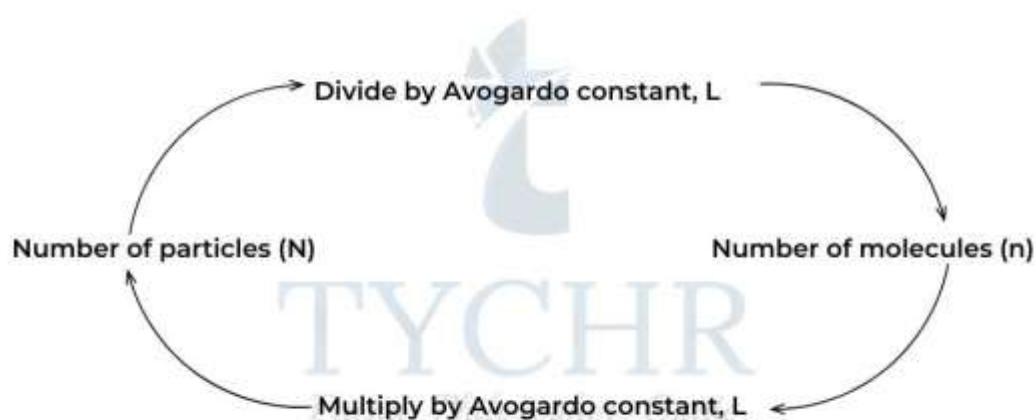 Divide by Avogardo constant, L
Number of particles (N)
Number of molecules (n)
TYCHR
Multiply by Avogardo constant, L